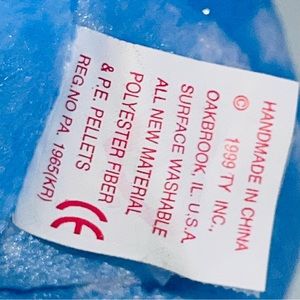 HANDMADE IN CHINA
© 1999 TY INC.,
OAKBROOK, IL. U.S.A.
SURFACE WASHABLE
ALL NEW MATERIAL
POLYESTER FIBER
& P.E. PELLETS
REG.NO PA. 1965(KR)
CE